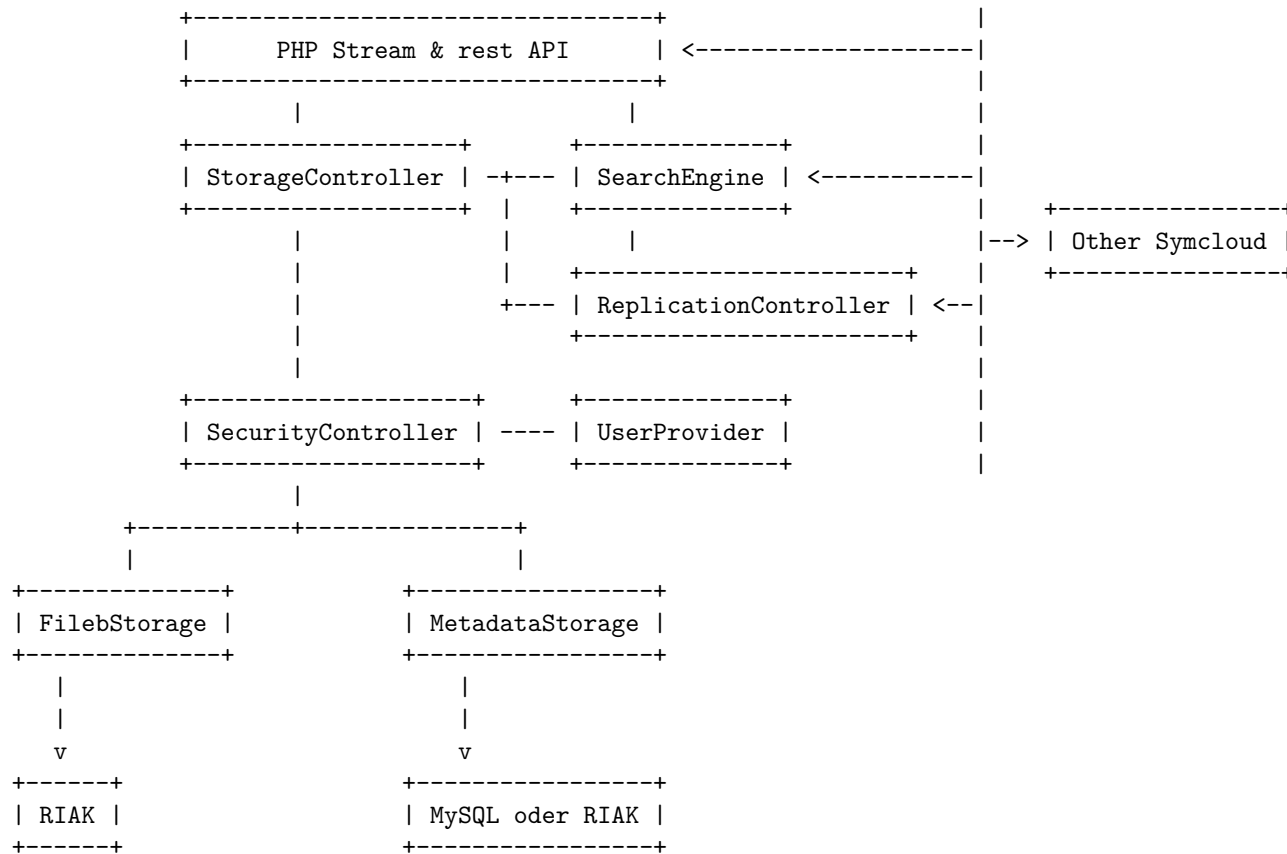 PHP Stream & rest API
StorageController
SearchEngine
Other Symcloud
ReplicationController
SecurityController
UserProvider
FilebStorage
MetadataStorage
RIAK
MySQL oder RIAK